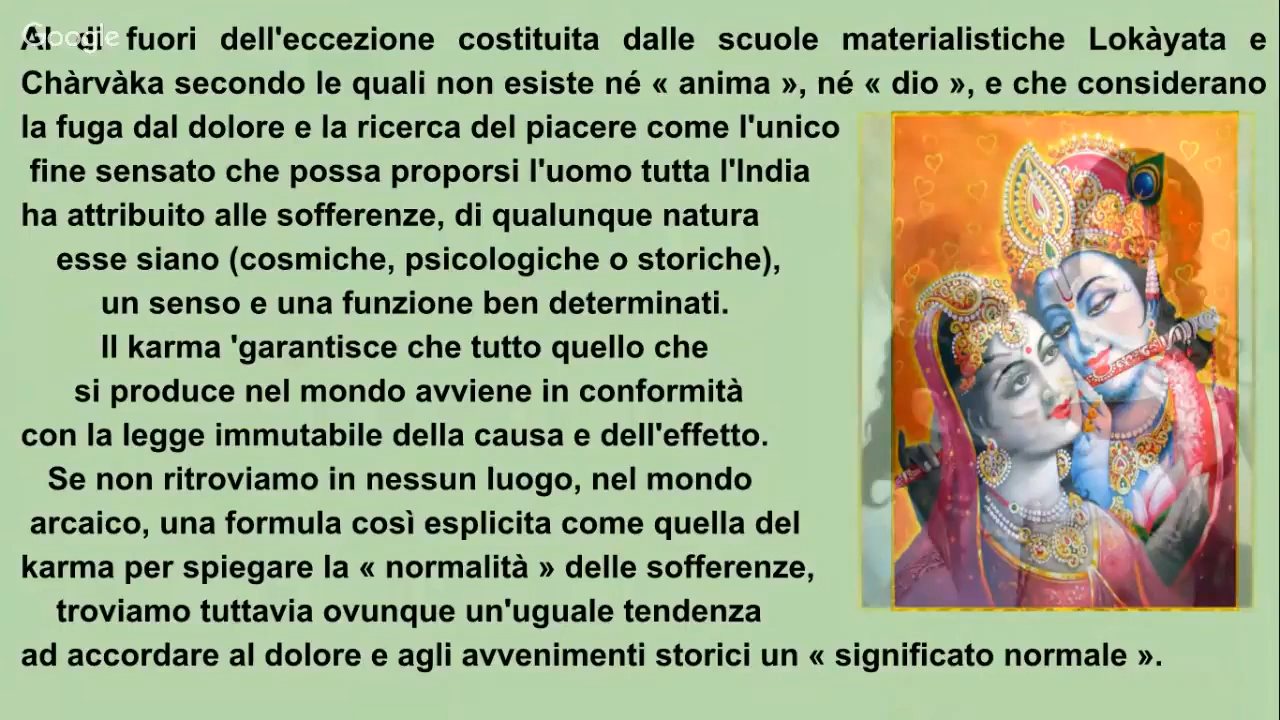 Google
Al di fuori dell'eccezione costituita dalle scuole materialistiche Lokàyata e
Chàrvàka secondo le quali non esiste né « anima », né « dio », e che considerano
la fuga dal dolore e la ricerca del piacere come l'unico
fine sensato che possa proporsi l'uomo tutta l'India
ha attribuito alle sofferenze, di qualunque natura
esse siano (cosmiche, psicologiche o storiche),
un senso e una funzione ben determinati.
Il karma 'garantisce che tutto quello che
si produce nel mondo avviene in conformità
con la legge immutabile della causa e dell'effetto.
Se non ritroviamo in nessun luogo, nel mondo
arcaico, una formula così esplicita come quella del
karma per spiegare la « normalità » delle sofferenze,
troviamo tuttavia ovunque un'uguale tendenza
ad accordare al dolore e agli avvenimenti storici un « significato normale ».